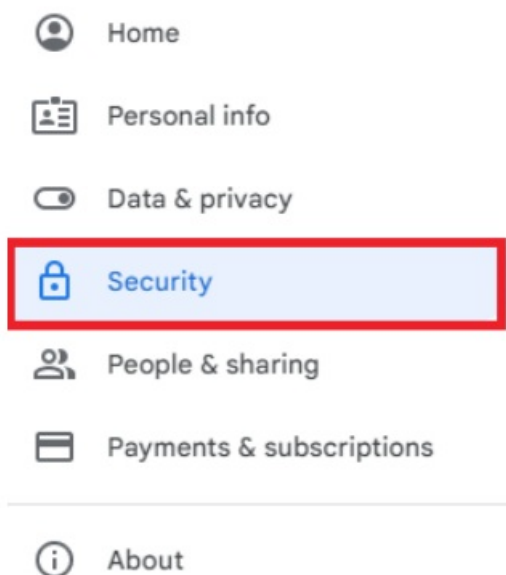 Home
Personal info
Data & privacy
Security
People & sharing
Payments & subscriptions
About